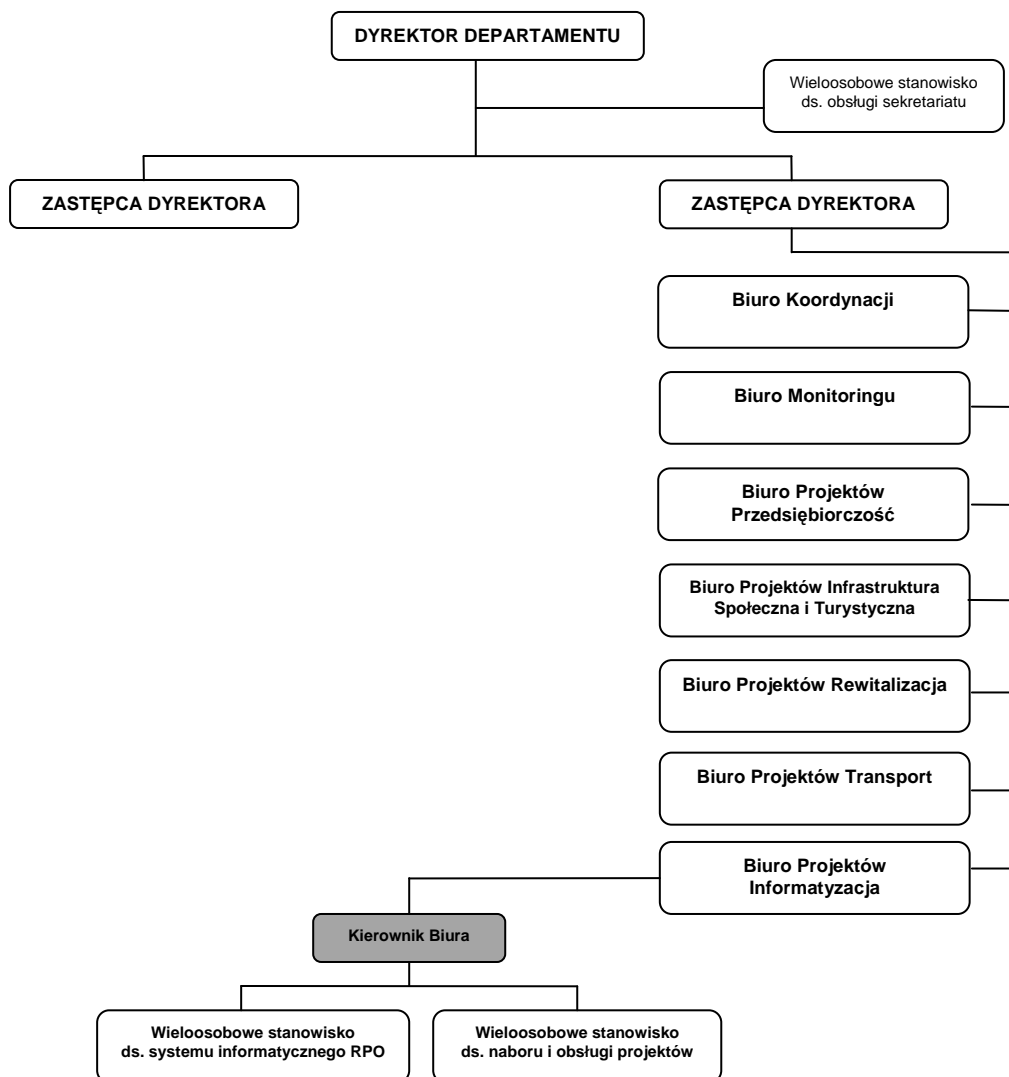 DYREKTOR DEPARTAMENTU
Wieloosobowe stanowisko
ds. obsługi sekretariatu
ZASTĘPCA DYREKTORA
ZASTĘPCA DYREKTORA
Biuro Koordynacji
Biuro Monitoringu
Biuro Projektów
Przedsiębiorczość
Biuro Projektów Infrastruktura
Społeczna i Turystyczna
Biuro Projektów Rewitalizacja
Biuro Projektów Transport
Biuro Projektów
Informatyzacja
Kierownik Biura
Wieloosobowe stanowisko
ds. systemu informatycznego RPO
Wieloosobowe stanowisko
ds. naboru i obsługi projektów